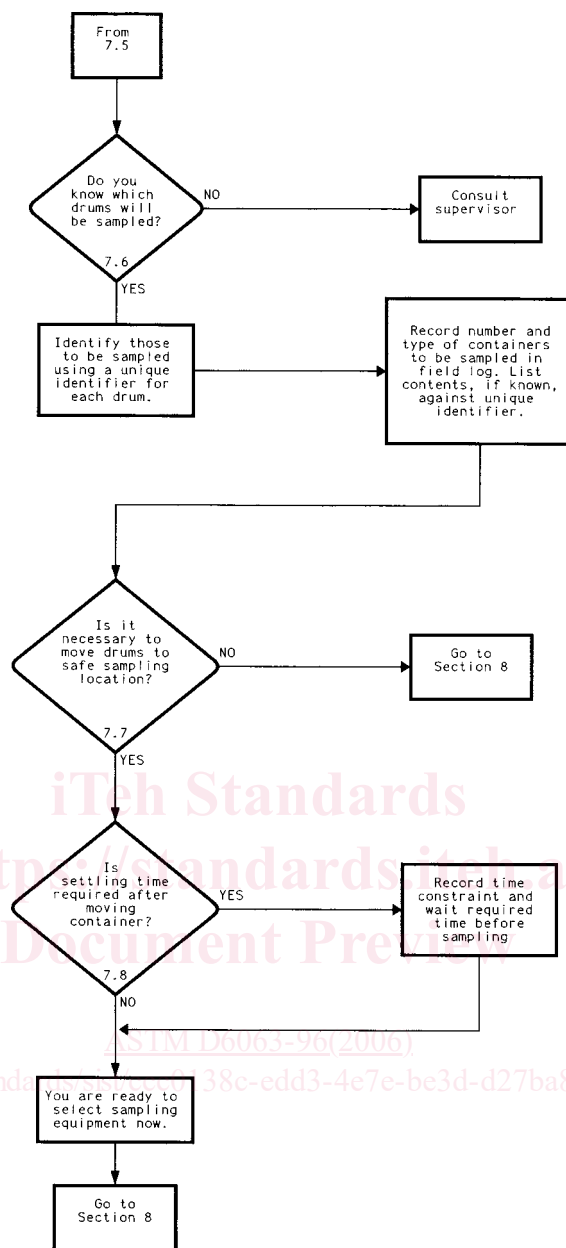 From
7.5
Do you
know which
drums will
be sampled?
7.6
NO
YES
Consult
supervisor
Identify those
to be sampled
using a unique
identifier for
each drum.
Record number and
type of containers
to be sampled in
field log. List
contents, if known,
against unique
identifier.
Is it
necessary to
move drums to
safe sampling
location?
7.7
NO
YES
Go to
Section 8
iTeh Standards
Is
settling time
required after
moving
container?
7.8
YES
NO
Record time
constraint and
wait required
time before
sampling
tps://standards.iteh.a
Document Preview
ASTM D6063-96(2006)
You are ready to
select sampling
equipment now.
Go to
Section 8